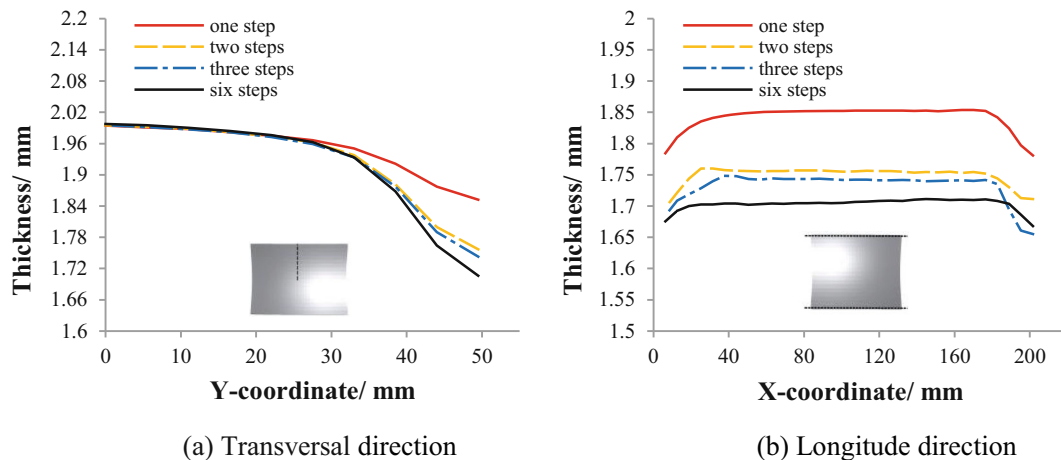 2.2
2.14
2.08
2.02
1.96
1.9
1.84
1.78
1.72
1.66
1.6
Thickness/ mm
one step
two steps
three steps
six steps
0 10 20 30 40 50
Y-coordinate/ mm
(a) Transversal direction
2
1.95
1.9
1.85
1.8
1.75
1.7
1.65
1.6
1.55
1.5
Thickness/ mm
one step
two steps
three steps
six steps
0 40 80 120 160 200
X-coordinate/ mm
(b) Longitude direction